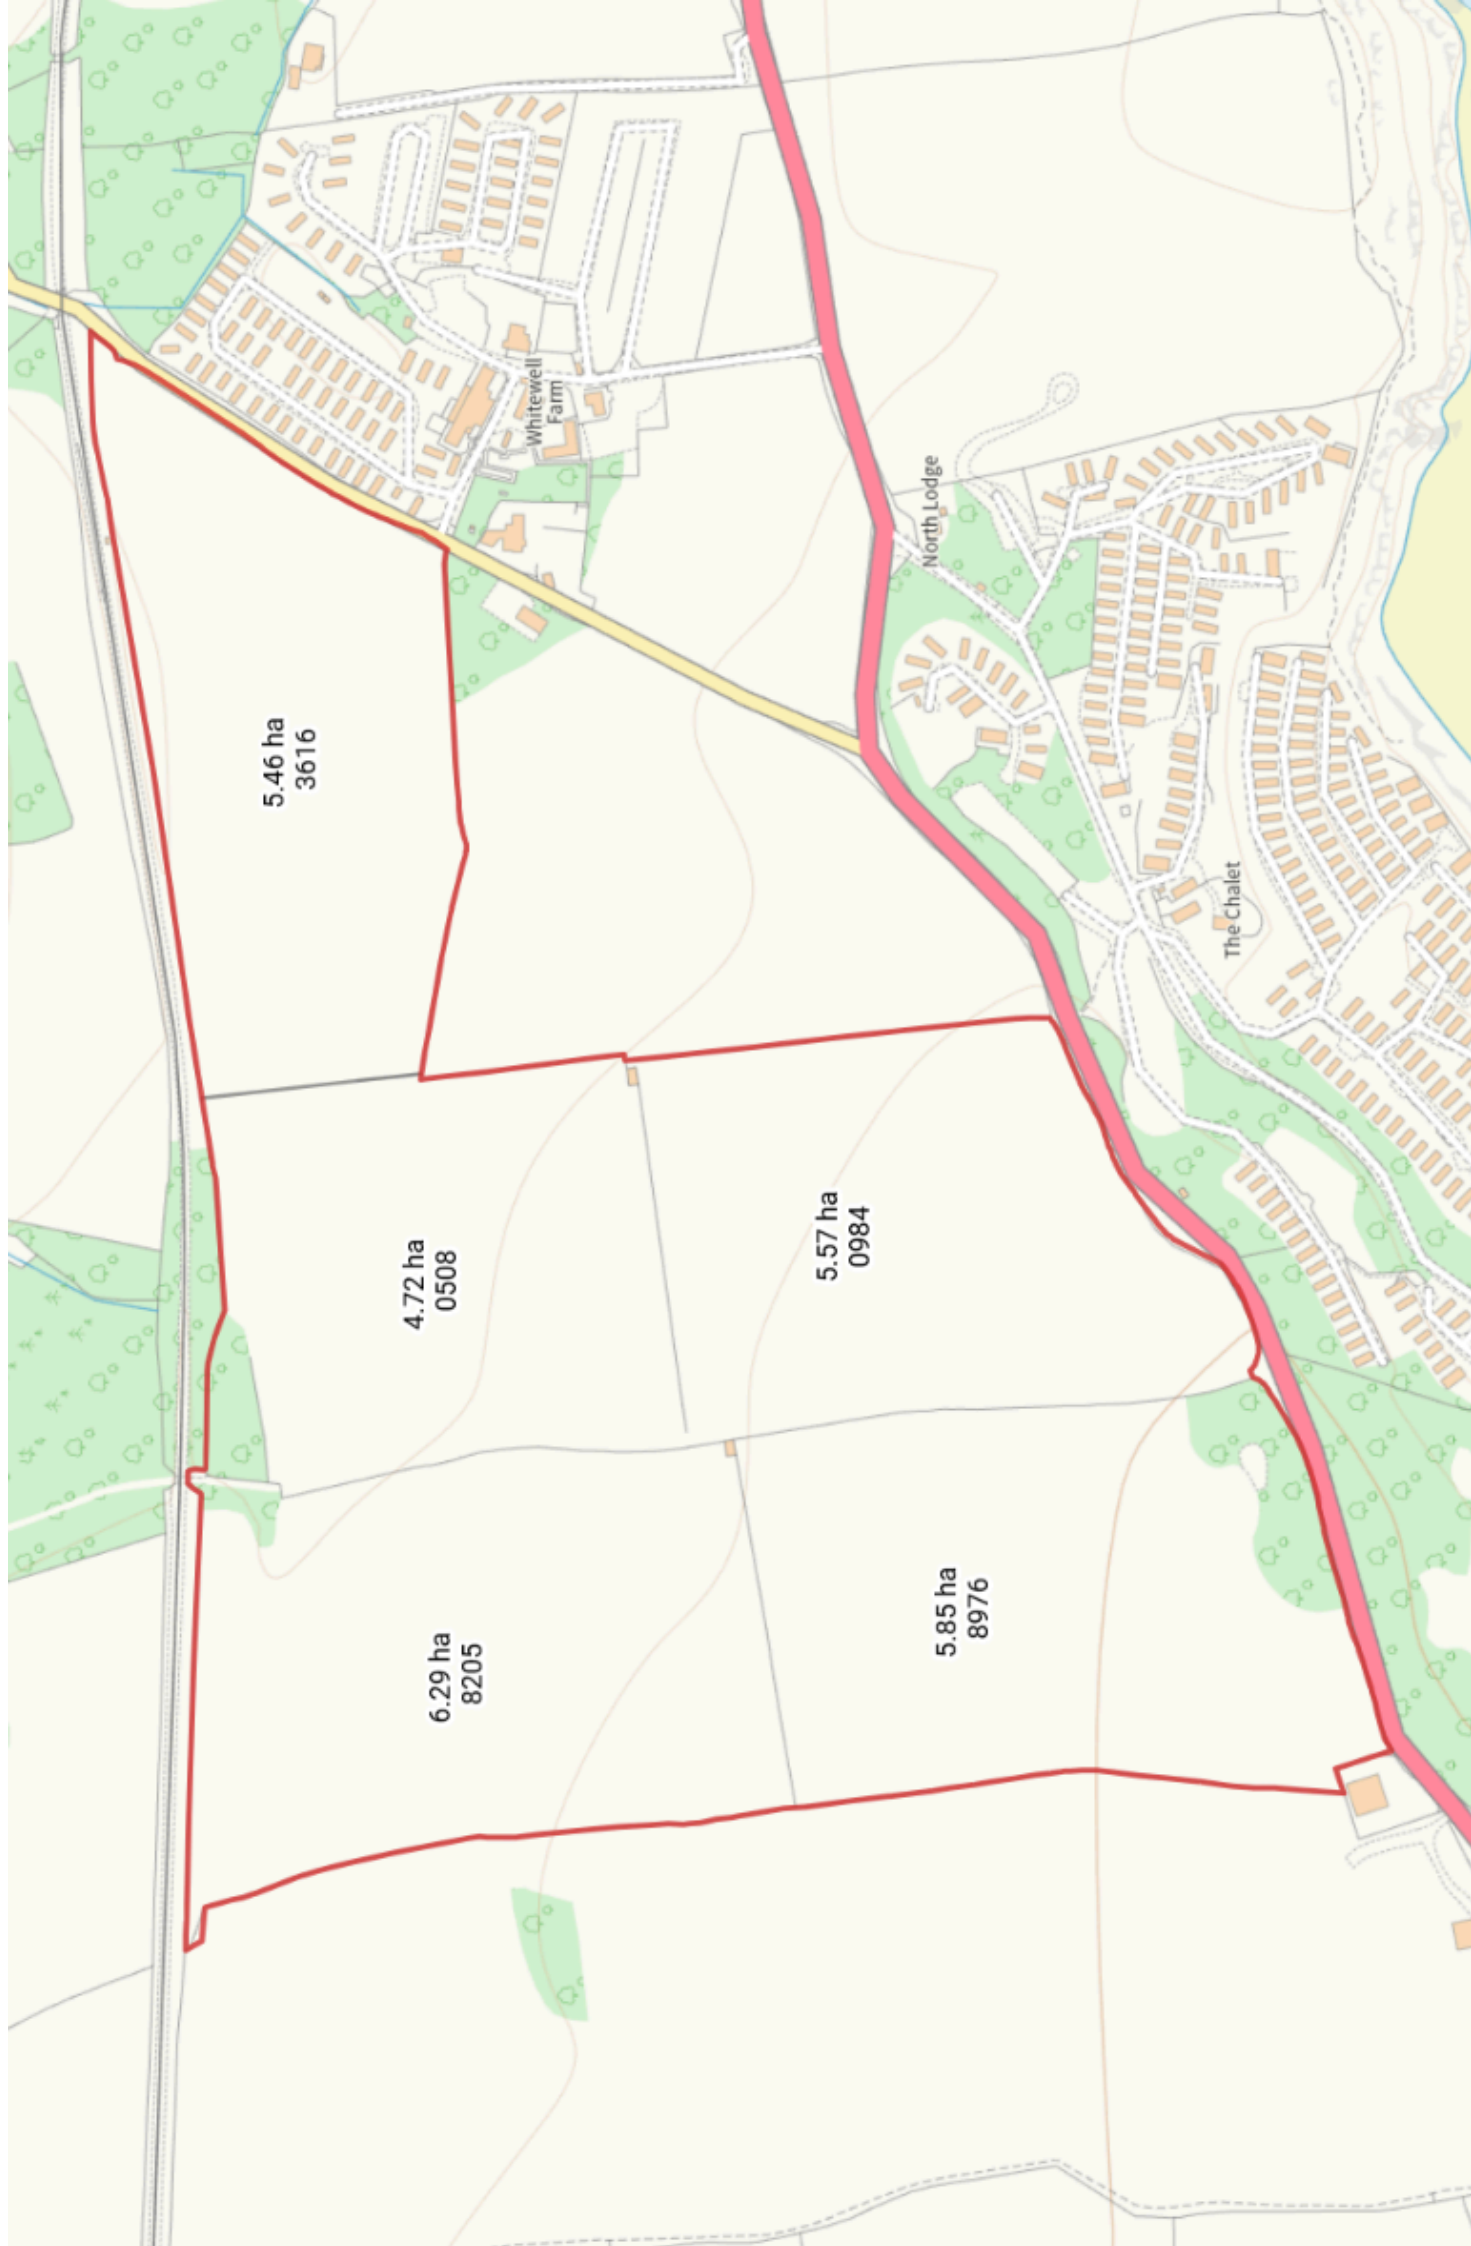 5.46 ha
3616
4.72 ha
0508
5.57 ha
0984
6.29 ha
8205
5.85 ha
8976
Whitewell
Farm
North Lodge
The Chalet